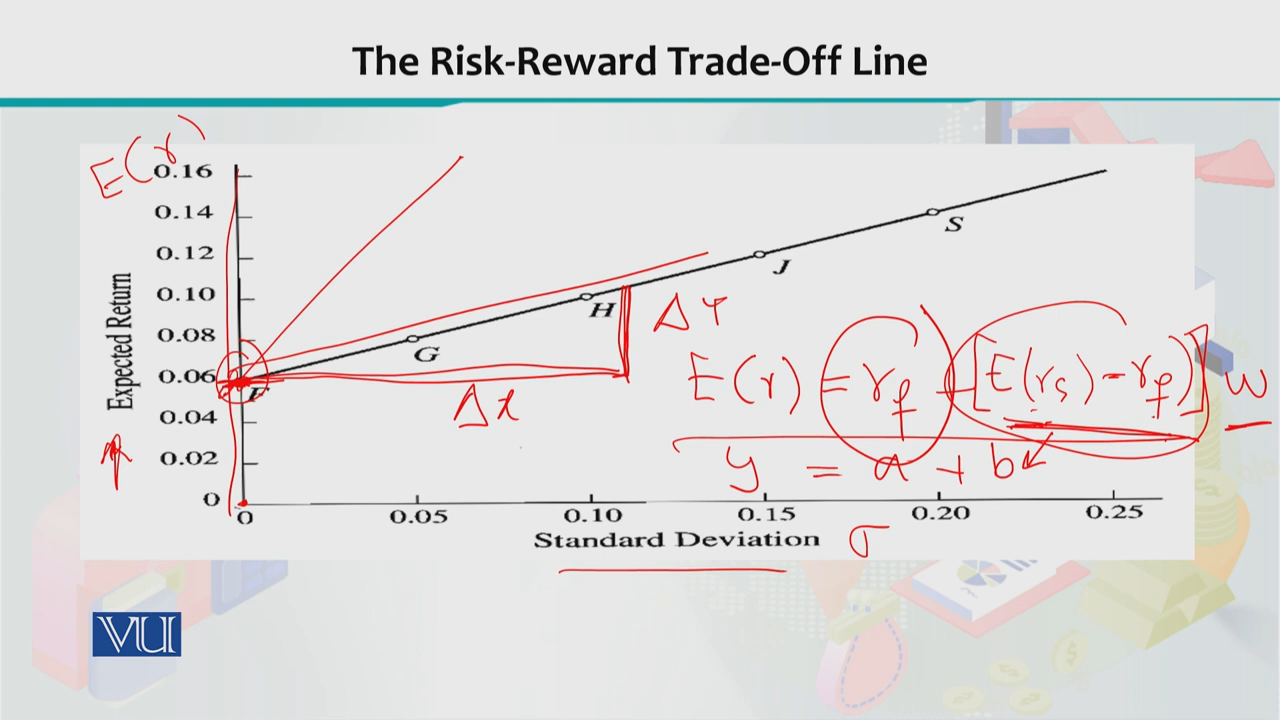 The Risk-Reward Trade-Off Line
E(r)
0.16
0.14
0.12
0.10
0.08
0.06
0.04
0.02
0
Expected Return
F
G
H
J
S
Δx
Δy
E(r) = rf + [E(rs) - rf] w
y = a + b
0
0.05
0.10
0.15
0.20
0.25
Standard Deviation σ
VU